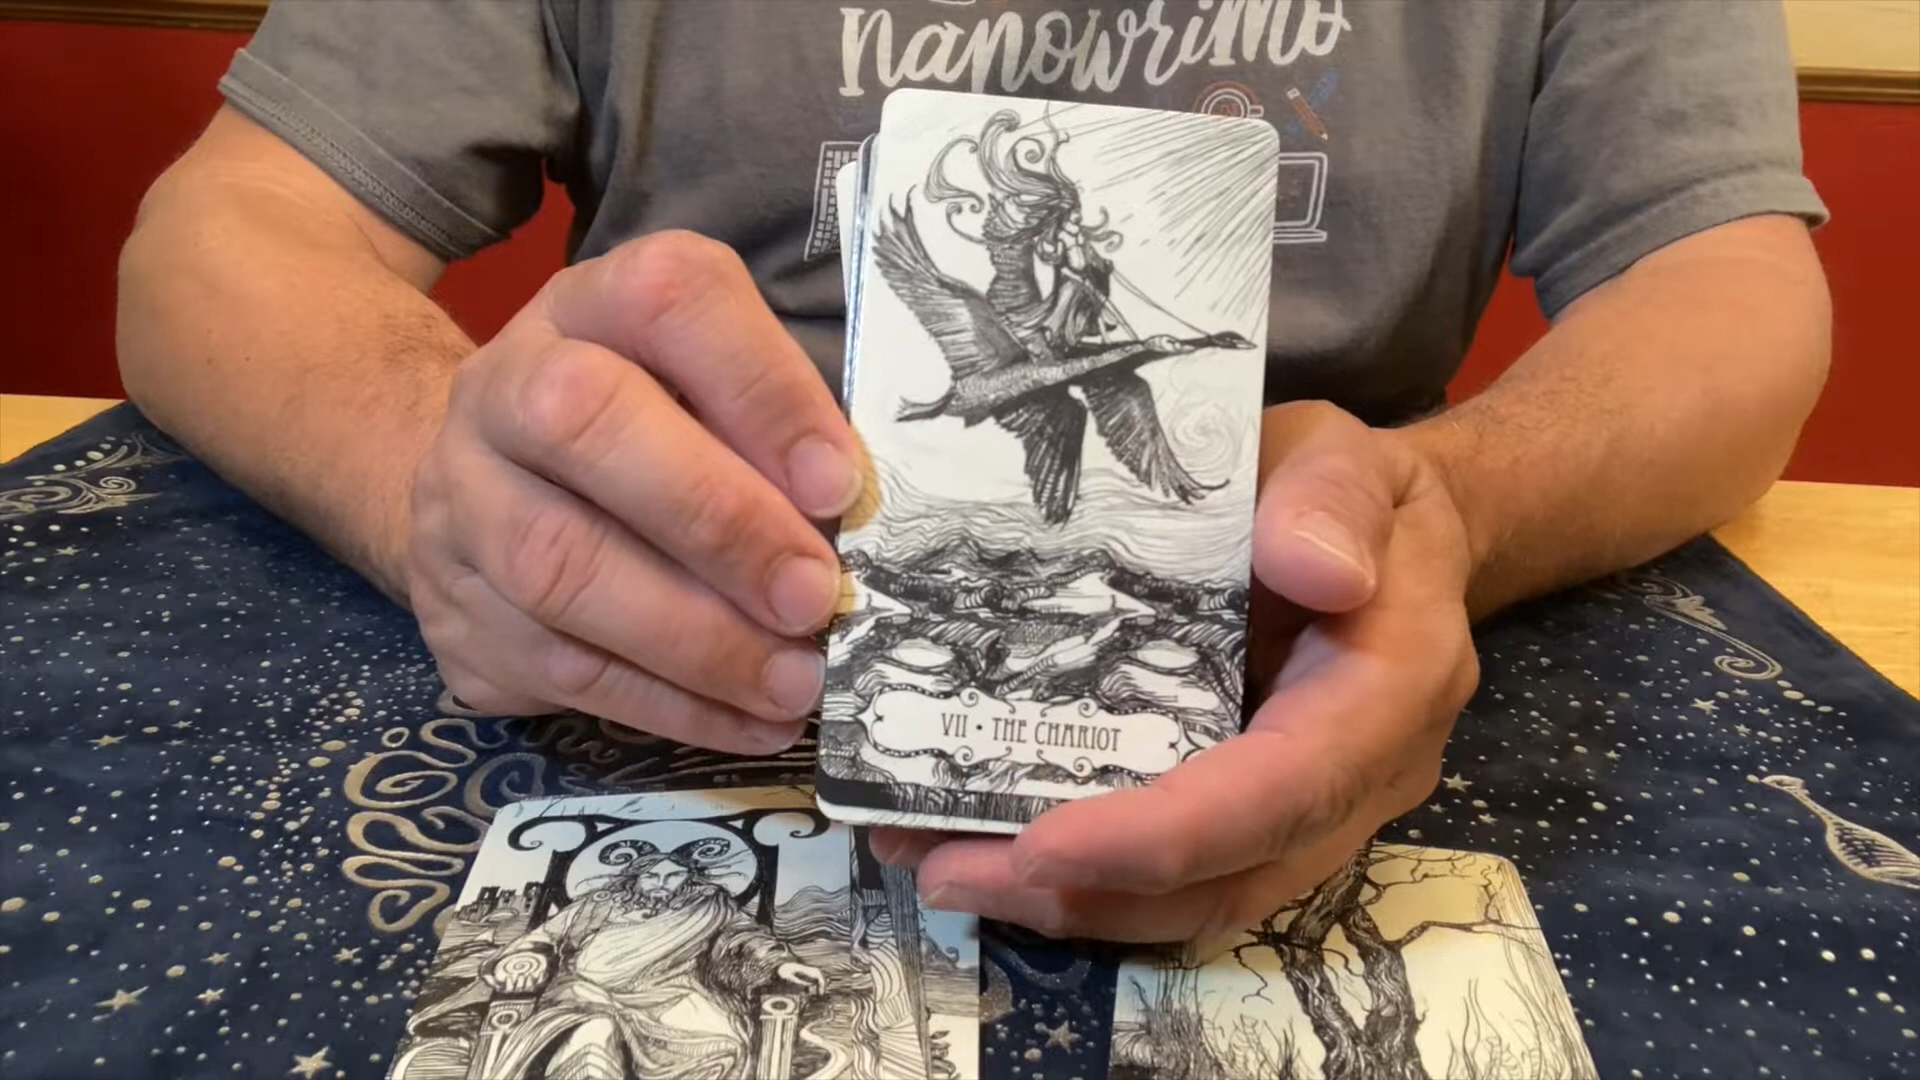 nanowrimo
VII • THE CHARIOT